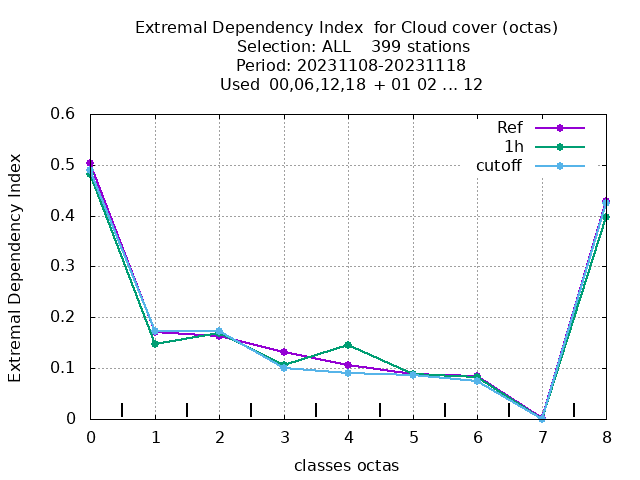 Extremal Dependency Index  for Cloud cover (octas)
Selection: ALL    399 stations
Period: 20231108-20231118
Used  00,06,12,18  + 01 02 ... 12
Extremal Dependency Index
0.6
0.5
0.4
0.3
0.2
0.1
0
Ref
1h
cutoff
0 1 2 3 4 5 6 7 8
classes octas